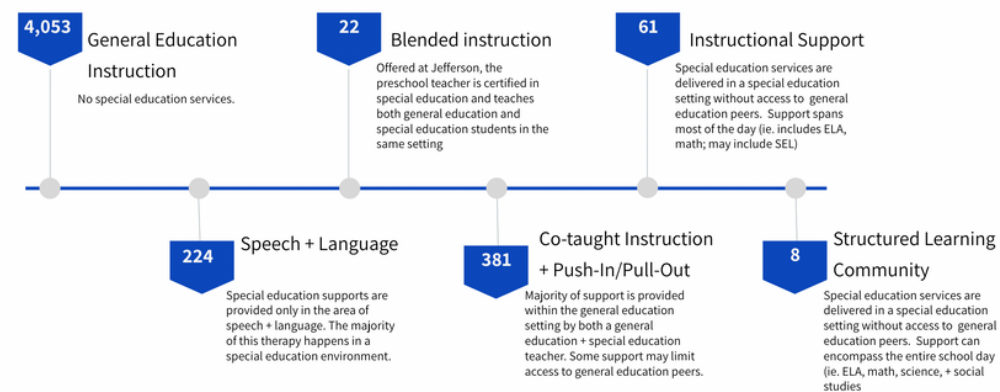 4,053
General Education
Instruction
No special education services.
22
Blended instruction
Offered at Jefferson, the
preschool teacher is certified in
special education and teaches
both general education and
special education students in the
same setting
61
Instructional Support
Special education services are
delivered in a special education
setting without access to general
education peers. Support spans
most of the day (ie. includes ELA,
math; may include SEL)
224
Speech + Language
Special education supports are
provided only in the area of
speech + language. The majority
of this therapy happens in a
special education environment.
381
Co-taught Instruction
+ Push-In/Pull-Out
Majority of support is provided
within the general education
setting by both a general
education + special education
teacher. Some support may limit
access to general education peers.
8
Structured Learning
Community
Special education services are
delivered in a special education
setting without access to general
education peers. Support can
encompass the entire school day
(ie. ELA, math, science, + social
studies